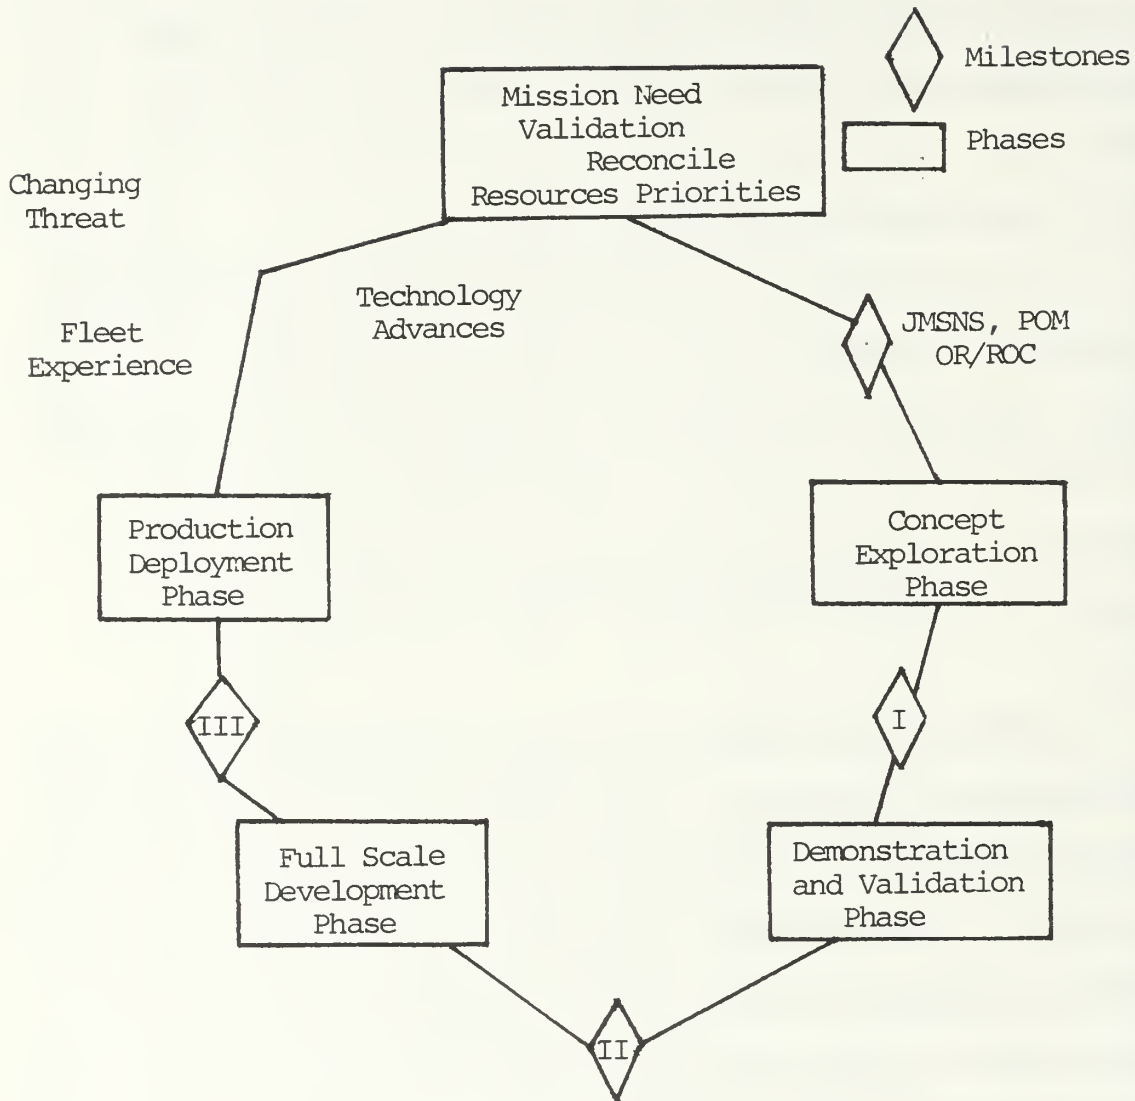 Milestones
Phases
Mission Need
Validation
Reconcile
Resources Priorities
Changing
Threat
Technology
Advances
Fleet
Experience
JMSNS, POM
OR/ROC
Production
Deployment
Phase
Concept
Exploration
Phase
III
I
Full Scale
Development
Phase
Demonstration
and Validation
Phase
II